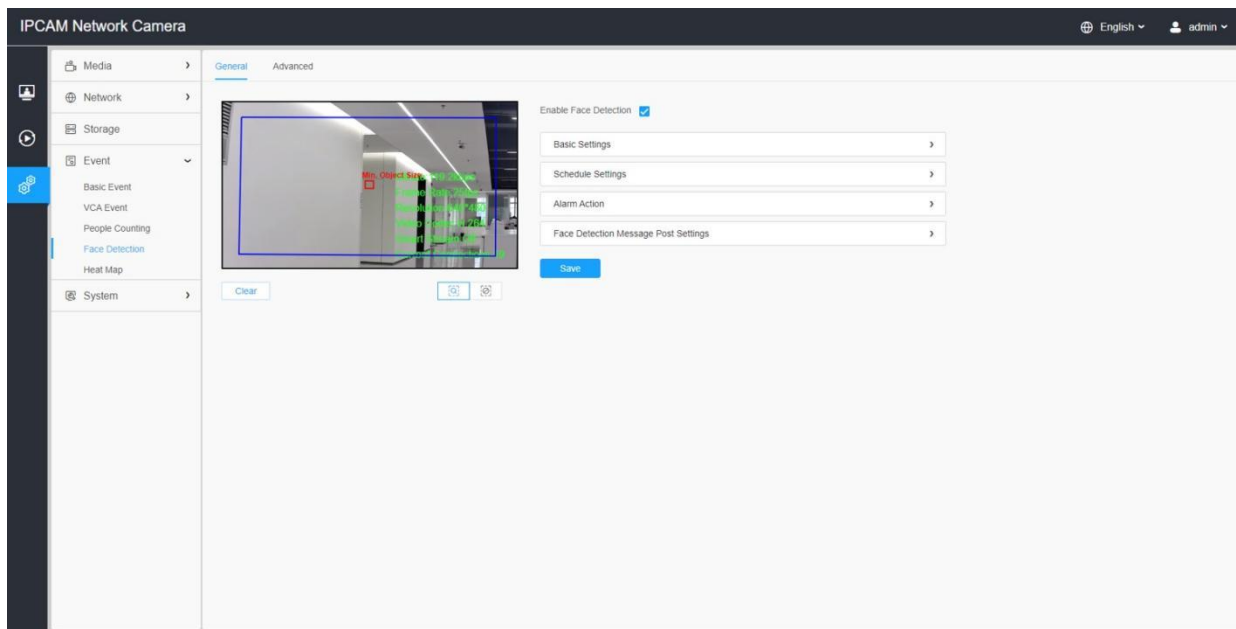 IPCAM Network Camera
English
admin
Media
Network
Storage
Event
Basic Event
VCA Event
People Counting
Face Detection
Heat Map
System
General Advanced
Min. Object Size
Clear
Enable Face Detection
Basic Settings
Schedule Settings
Alarm Action
Face Detection Message Post Settings
Save